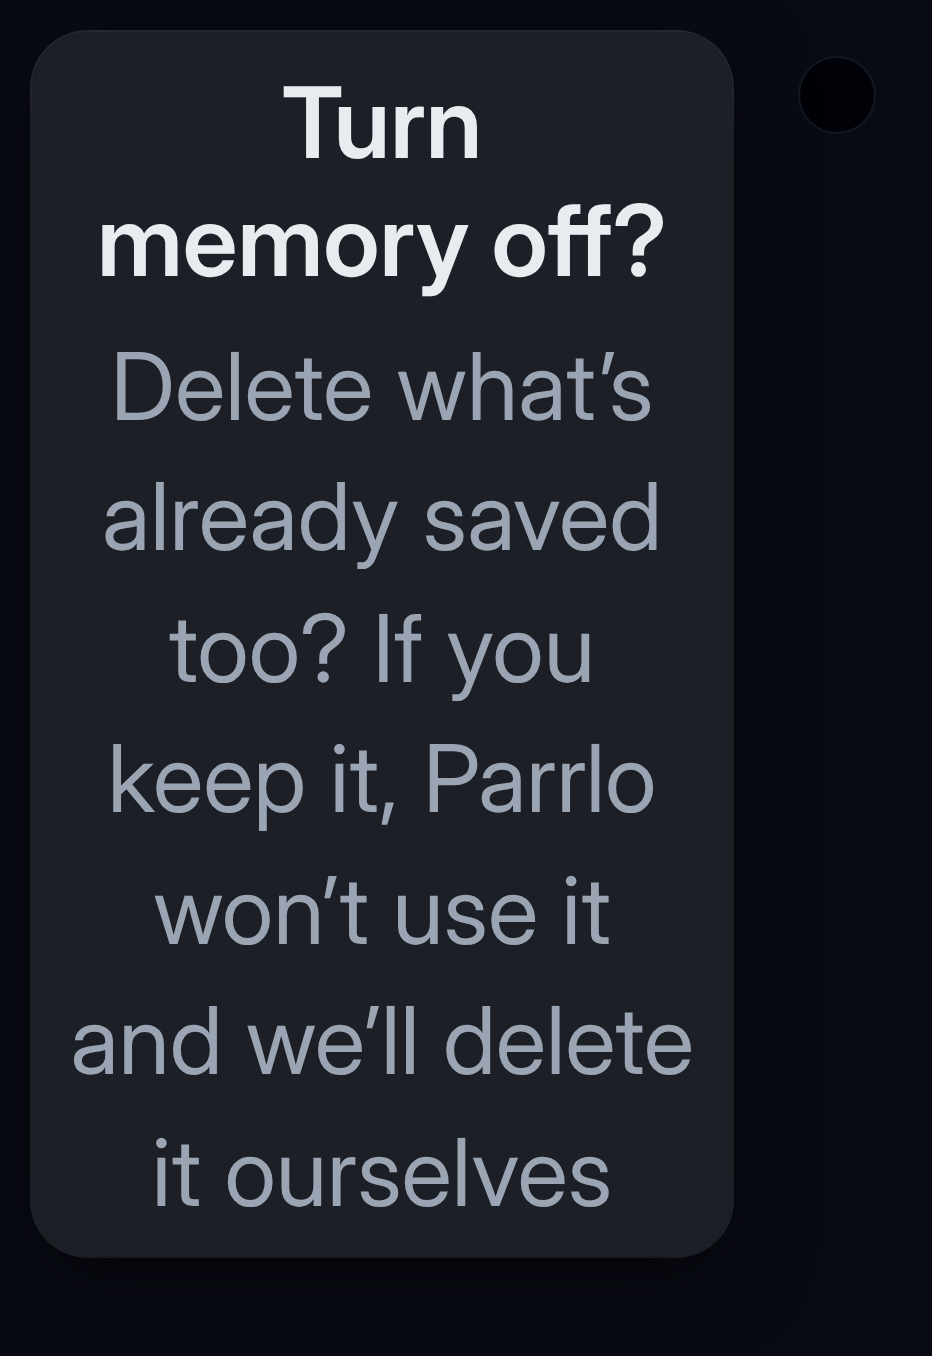 Turn
memory off?
Delete what’s
already saved
too? If you
keep it, Parrlo
won’t use it
and we’ll delete
it ourselves